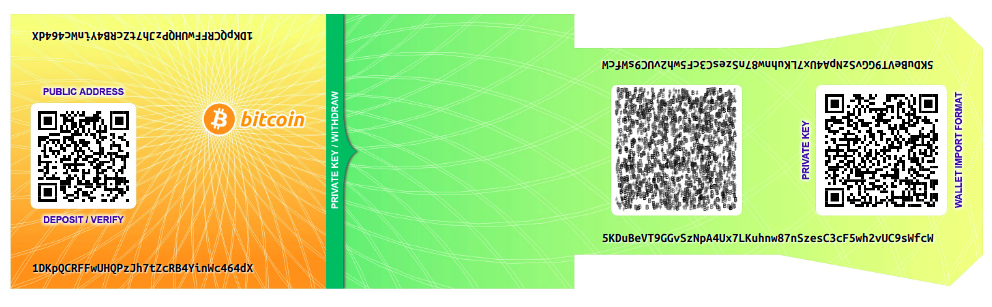 1DKpQCRFFwUHQPzJh7tZcRB4YinWc464dX
PUBLIC ADDRESS
bitcoin
DEPOSIT / VERIFY
1DKpQCRFFwUHQPzJh7tZcRB4YinWc464dX
PRIVATE KEY / WITHDRAW
5KDuBeVT9GGvSzNpA4Ux7LKuhnw87nSzesC3cF5wh2vUC9sWfcW
PRIVATE KEY
WALLET IMPORT FORMAT
5KDuBeVT9GGvSzNpA4Ux7LKuhnw87nSzesC3cF5wh2vUC9sWfcW